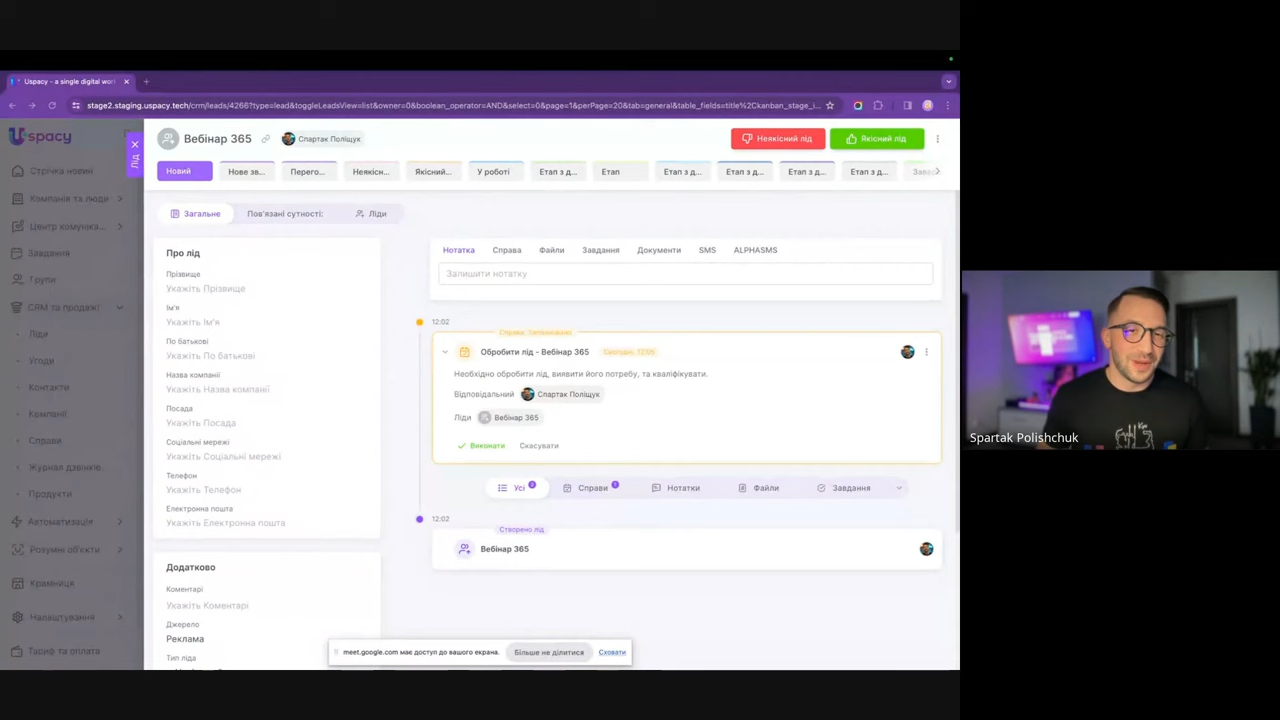 Uspacy - a single digital wor
stage2.staging.uspacy.tech/crm/leads/4266?type=lead&toggleLeadsView=list&owner=0&boolean_operator=AND&select=0&page=1&perPage=20&tab=general&table_fields=title%2Ckanban_stage_i...
Uspacy
Лід
Вебінар 365
Спартак Поліщук
Неякісний лід
Якісний лід
Стрічка новин
Компанія та люди
Центр комуніка...
Завдання
Групи
CRM та продажі
Ліди
Угоди
Контакти
Компанії
Справи
Журнал дзвінків
Продукти
Автоматизація
Розумні об'єкти
Крамниця
Налаштування
Тариф та оплата
Новий
Нове зв...
Перего...
Неякісн...
Якісний...
У роботі
Етап з д...
Етап
Етап з д...
Етап з д...
Етап з д...
Етап з д...
Загальне
Пов'язані сутності:
Ліди
Про лід
Прізвище
Укажіть Прізвище
Ім'я
Укажіть Ім'я
По батькові
Укажіть По батькові
Назва компанії
Укажіть Назва компанії
Посада
Укажіть Посада
Соціальні мережі
Укажіть Соціальні мережі
Телефон
Укажіть Телефон
Електронна пошта
Укажіть Електронна пошта
Додатково
Коментарі
Укажіть Коментарі
Джерело
Реклама
Тип ліда
Нотатка
Справа
Файли
Завдання
Документи
SMS
ALPHASMS
Залишити нотатку
12:02
Справа: Заплановано
Обробити лід - Вебінар 365
Сьогодні, 12:05
Необхідно обробити лід, виявити його потребу, та кваліфікувати.
Відповідальний
Спартак Поліщук
Ліди
Вебінар 365
Виконати
Скасувати
Усі
Справи
Нотатки
Файли
Завдання
12:02
Створено лід
Вебінар 365
meet.google.com має доступ до вашого екрана.
Більше не ділитися
Сховати
Spartak Polishchuk